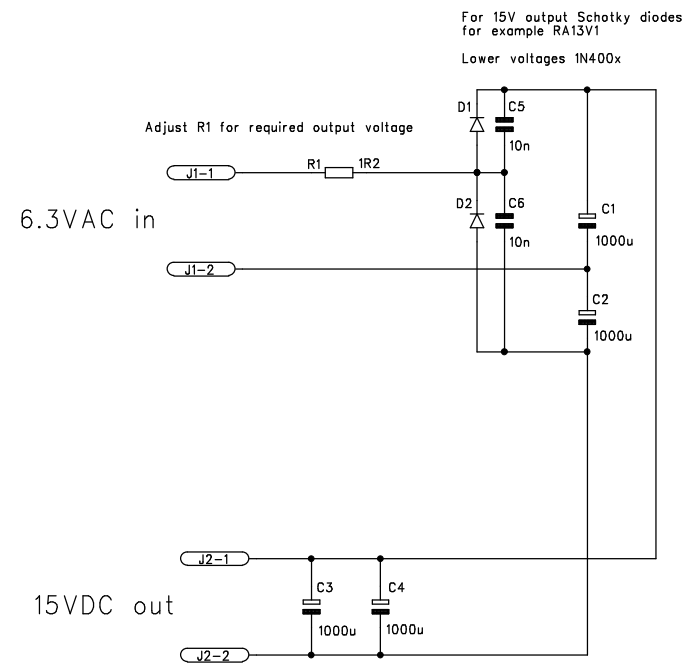 For 15V output Schotky diodes
for example RA13V1
Lower voltages 1N400x
D1
C5
10n
Adjust R1 for required output voltage
J1-1
R1
1R2
6.3VAC in
D2
C6
10n
C1
1000u
J1-2
C2
1000u
J2-1
15VDC out
C3
1000u
C4
1000u
J2-2